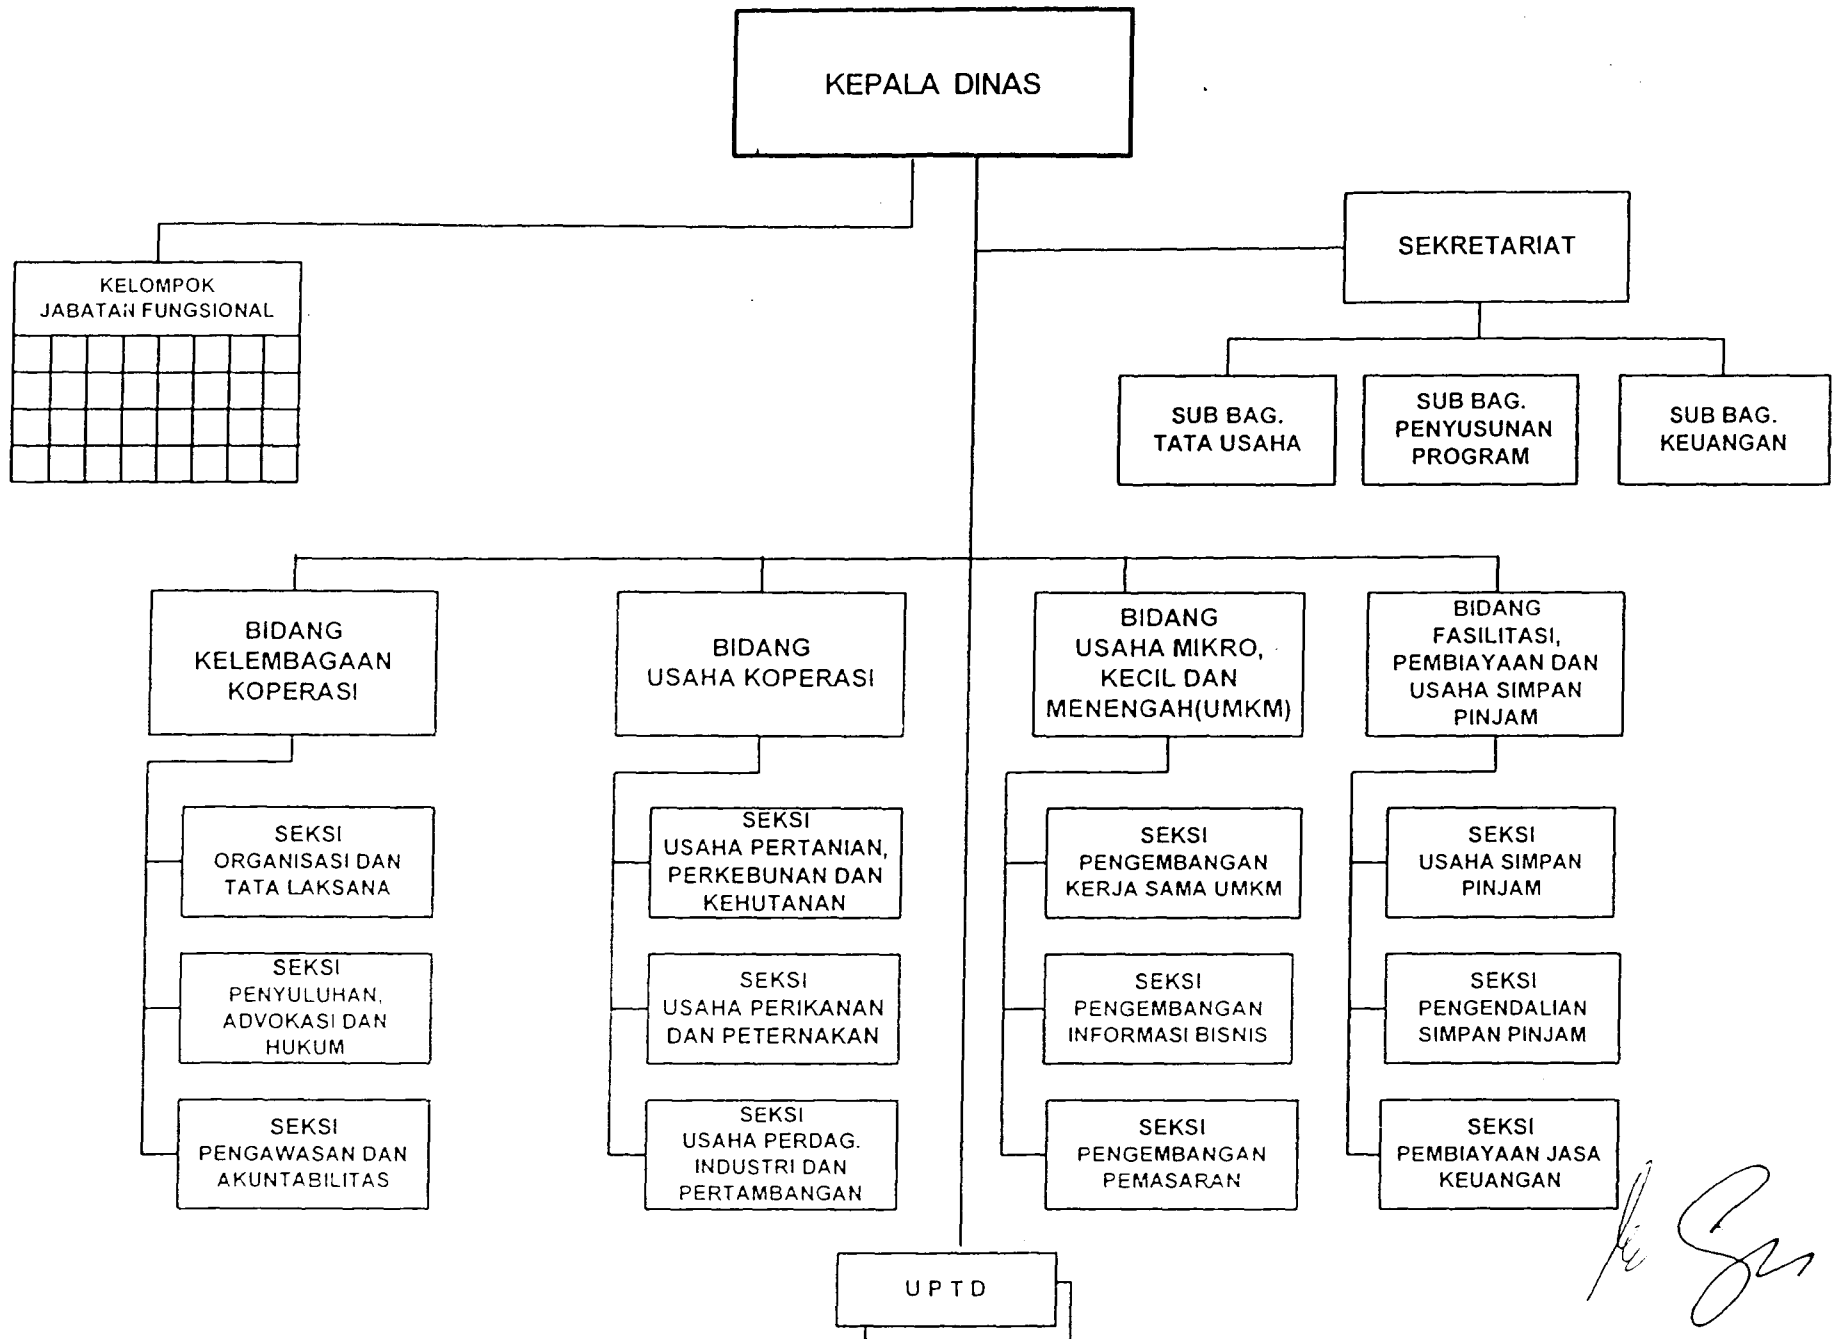 KEPALA DINAS
SEKRETARIAT
KELOMPOK
JABATAN FUNGSIONAL
SUB BAG.
TATA USAHA
SUB BAG.
PENYUSUNAN
PROGRAM
SUB BAG.
KEUANGAN
BIDANG
KELEMBAGAAN
KOPERASI
BIDANG
USAHA KOPERASI
BIDANG
USAHA MIKRO,
KECIL DAN
MENENGAH(UMKM)
BIDANG
FASILITASI,
PEMBIAYAAN DAN
USAHA SIMPAN
PINJAM
SEKSI
ORGANISASI DAN
TATA LAKSANA
SEKSI
USAHA PERTANIAN,
PERKEBUNAN DAN
KEHUTANAN
SEKSI
PENGEMBANGAN
KERJA SAMA UMKM
SEKSI
USAHA SIMPAN
PINJAM
SEKSI
PENYULUHAN,
ADVOKASI DAN
HUKUM
SEKSI
USAHA PERIKANAN
DAN PETERNAKAN
SEKSI
PENGEMBANGAN
INFORMASI BISNIS
SEKSI
PENGENDALIAN
SIMPAN PINJAM
SEKSI
PENGAWASAN DAN
AKUNTABILITAS
SEKSI
USAHA PERDAG.
INDUSTRI DAN
PERTAMBANGAN
SEKSI
PENGEMBANGAN
PEMASARAN
SEKSI
PEMBIAYAAN JASA
KEUANGAN
U P T D